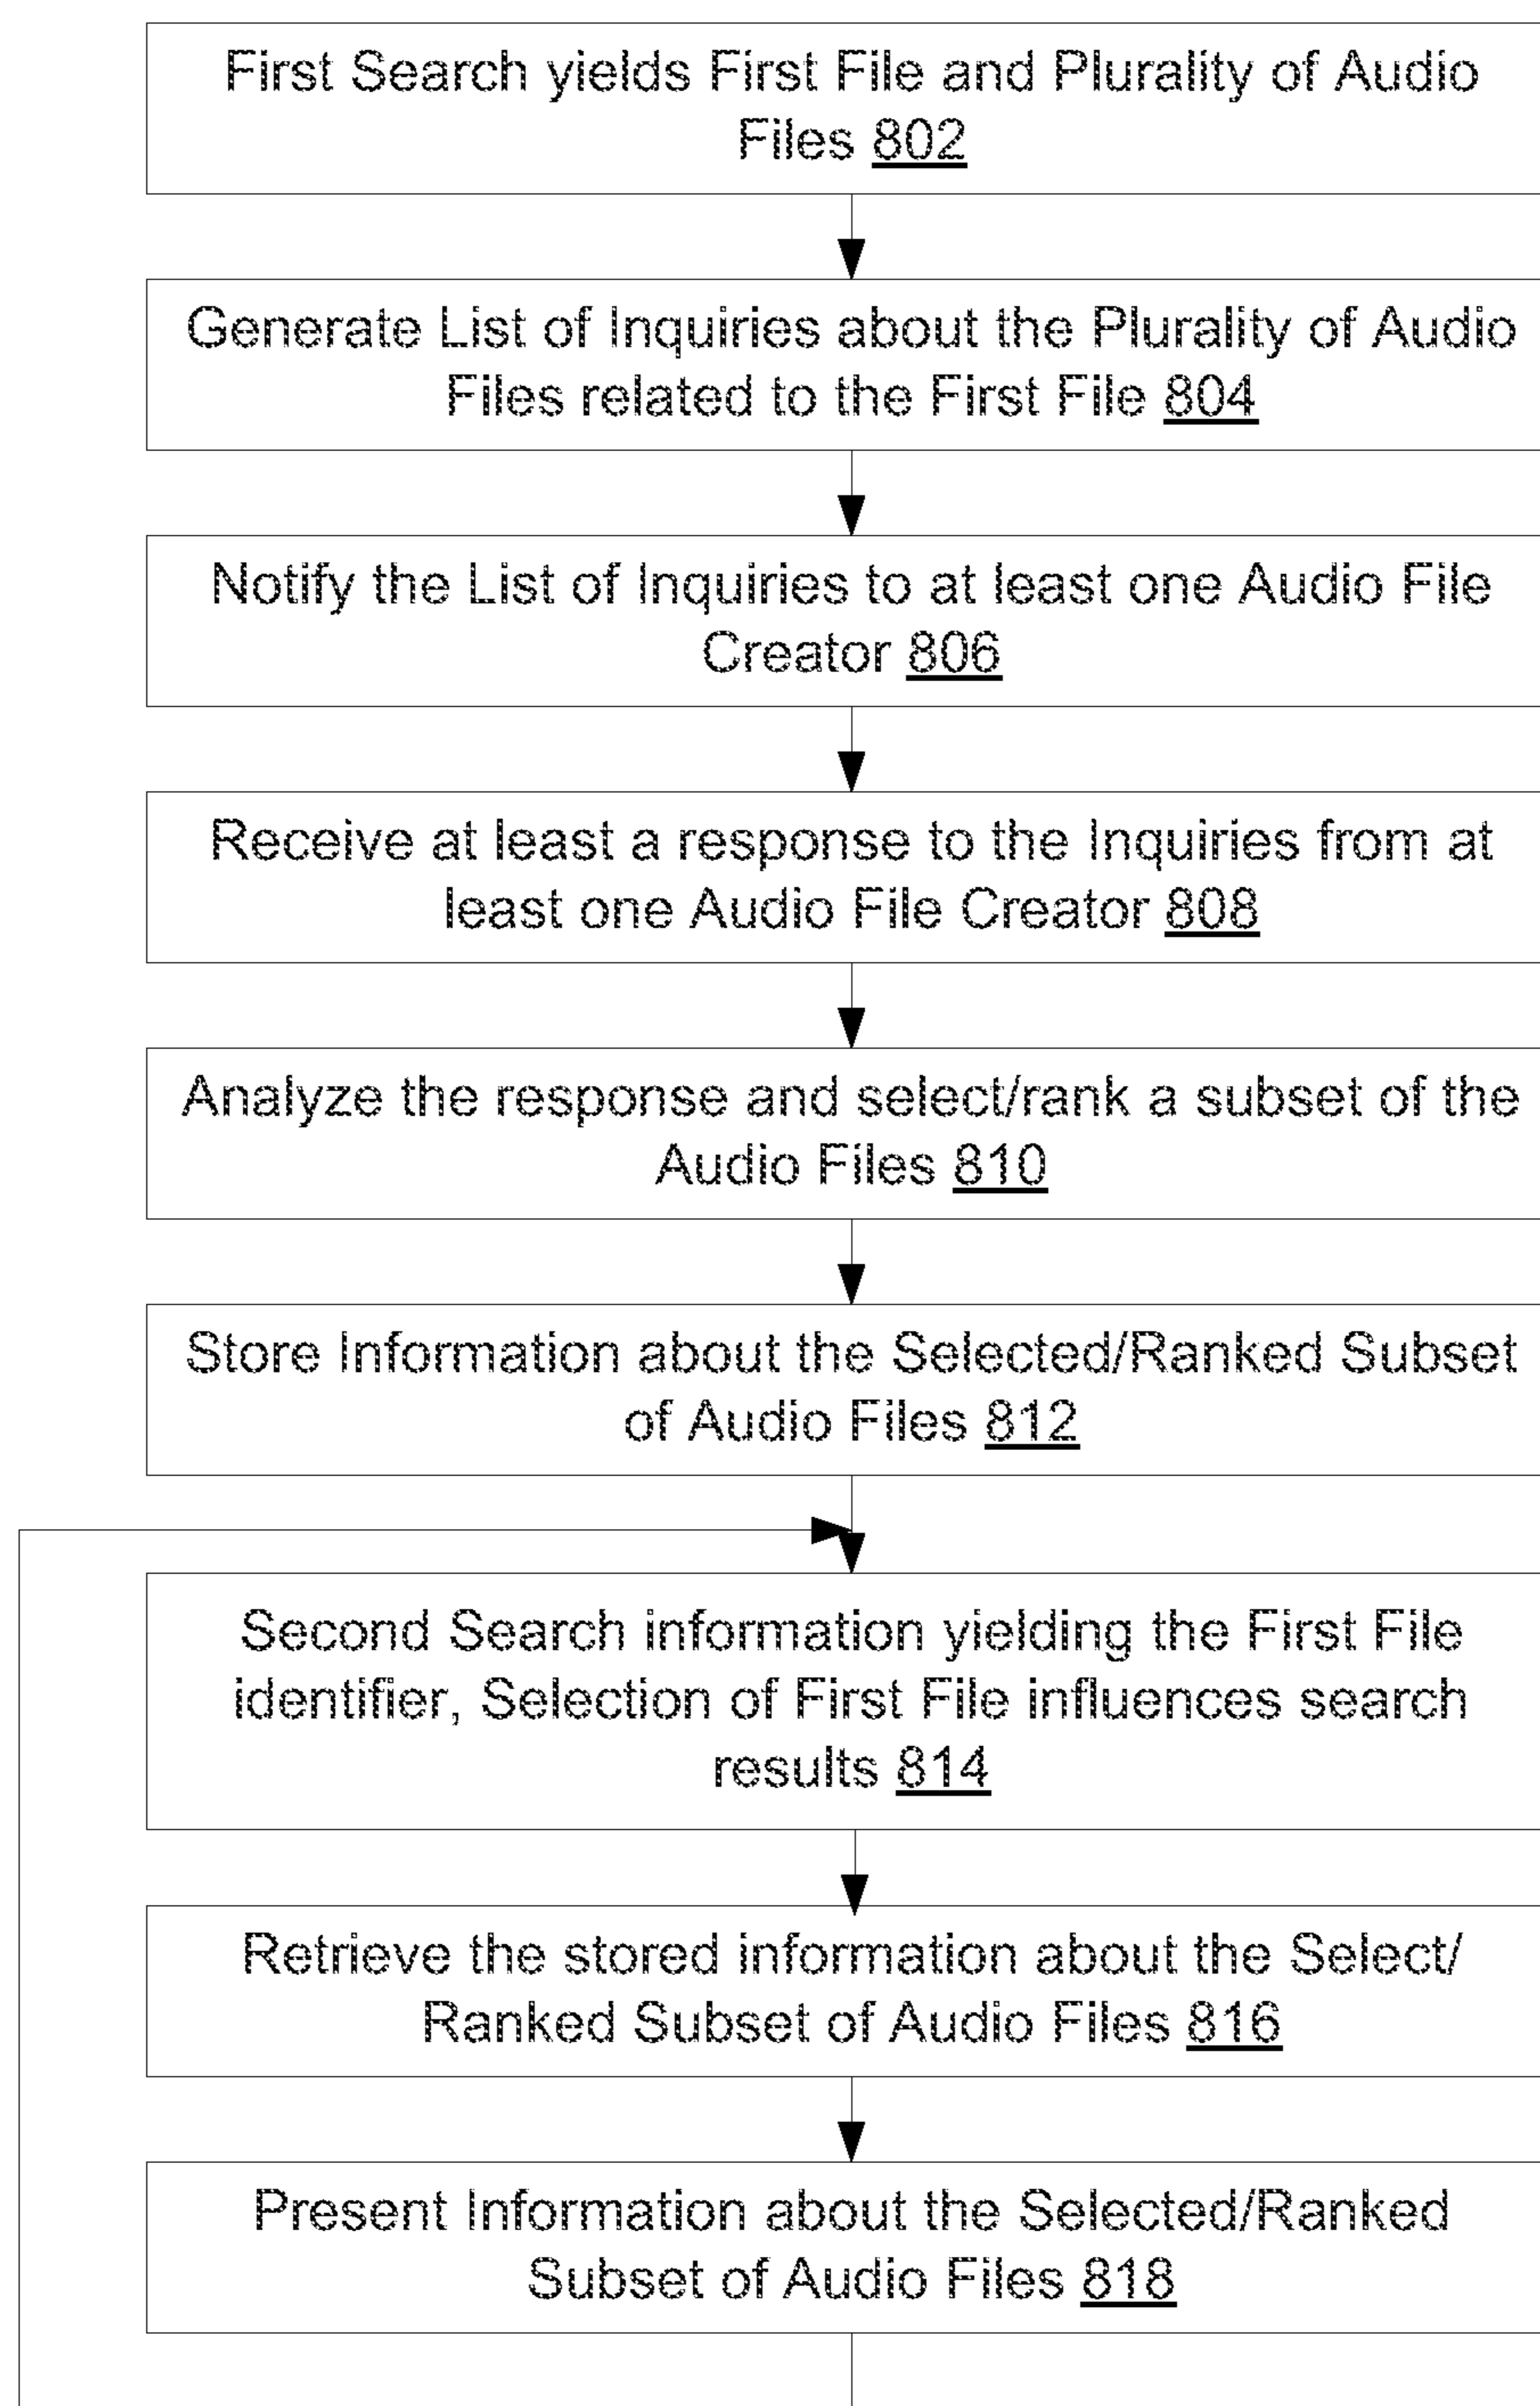 First Search yields First File and Plurality of Audio
Files 802
Generate List of Inquiries about the Plurality of Audio
Files related to the First File 804
Notify the List of Inquiries to at least one Audio File
Creator 806
Receive at least a response to the Inquiries from at
least one Audio File Creator 808
Analyze the response and select/rank a subset of the
Audio Files 810
Store Information about the Selected/Ranked Subset
of Audio Files 812
Second Search information yielding the First File
identifier, Selection of First File influences search
results 814
Retrieve the stored information about the Select/
Ranked Subset of Audio Files 816
Present Information about the Selected/Ranked
Subset of Audio Files 818